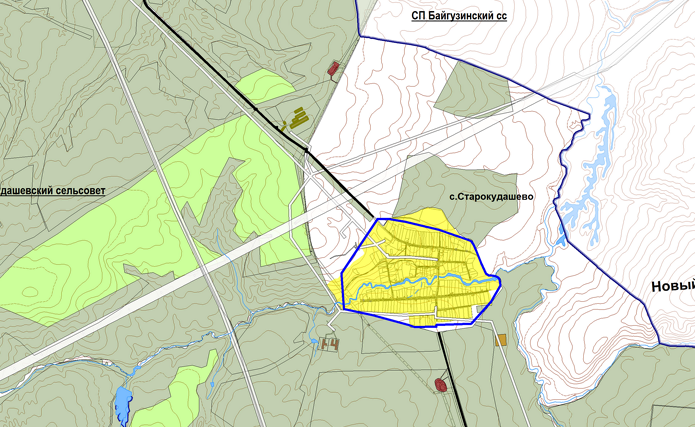 СП Байгузинский сс
дашевский сельсовет
с.Старокудашево
Новый